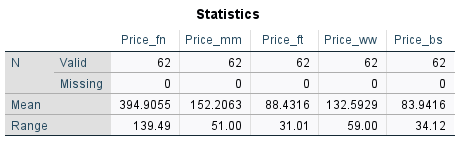 Statistics
Price_fn Price_mm Price_ft Price_ww Price_bs
N Valid 62 62 62 62 62
Missing 0 0 0 0 0
Mean 394.9055 152.2063 88.4316 132.5929 83.9416
Range 139.49 51.00 31.01 59.00 34.12